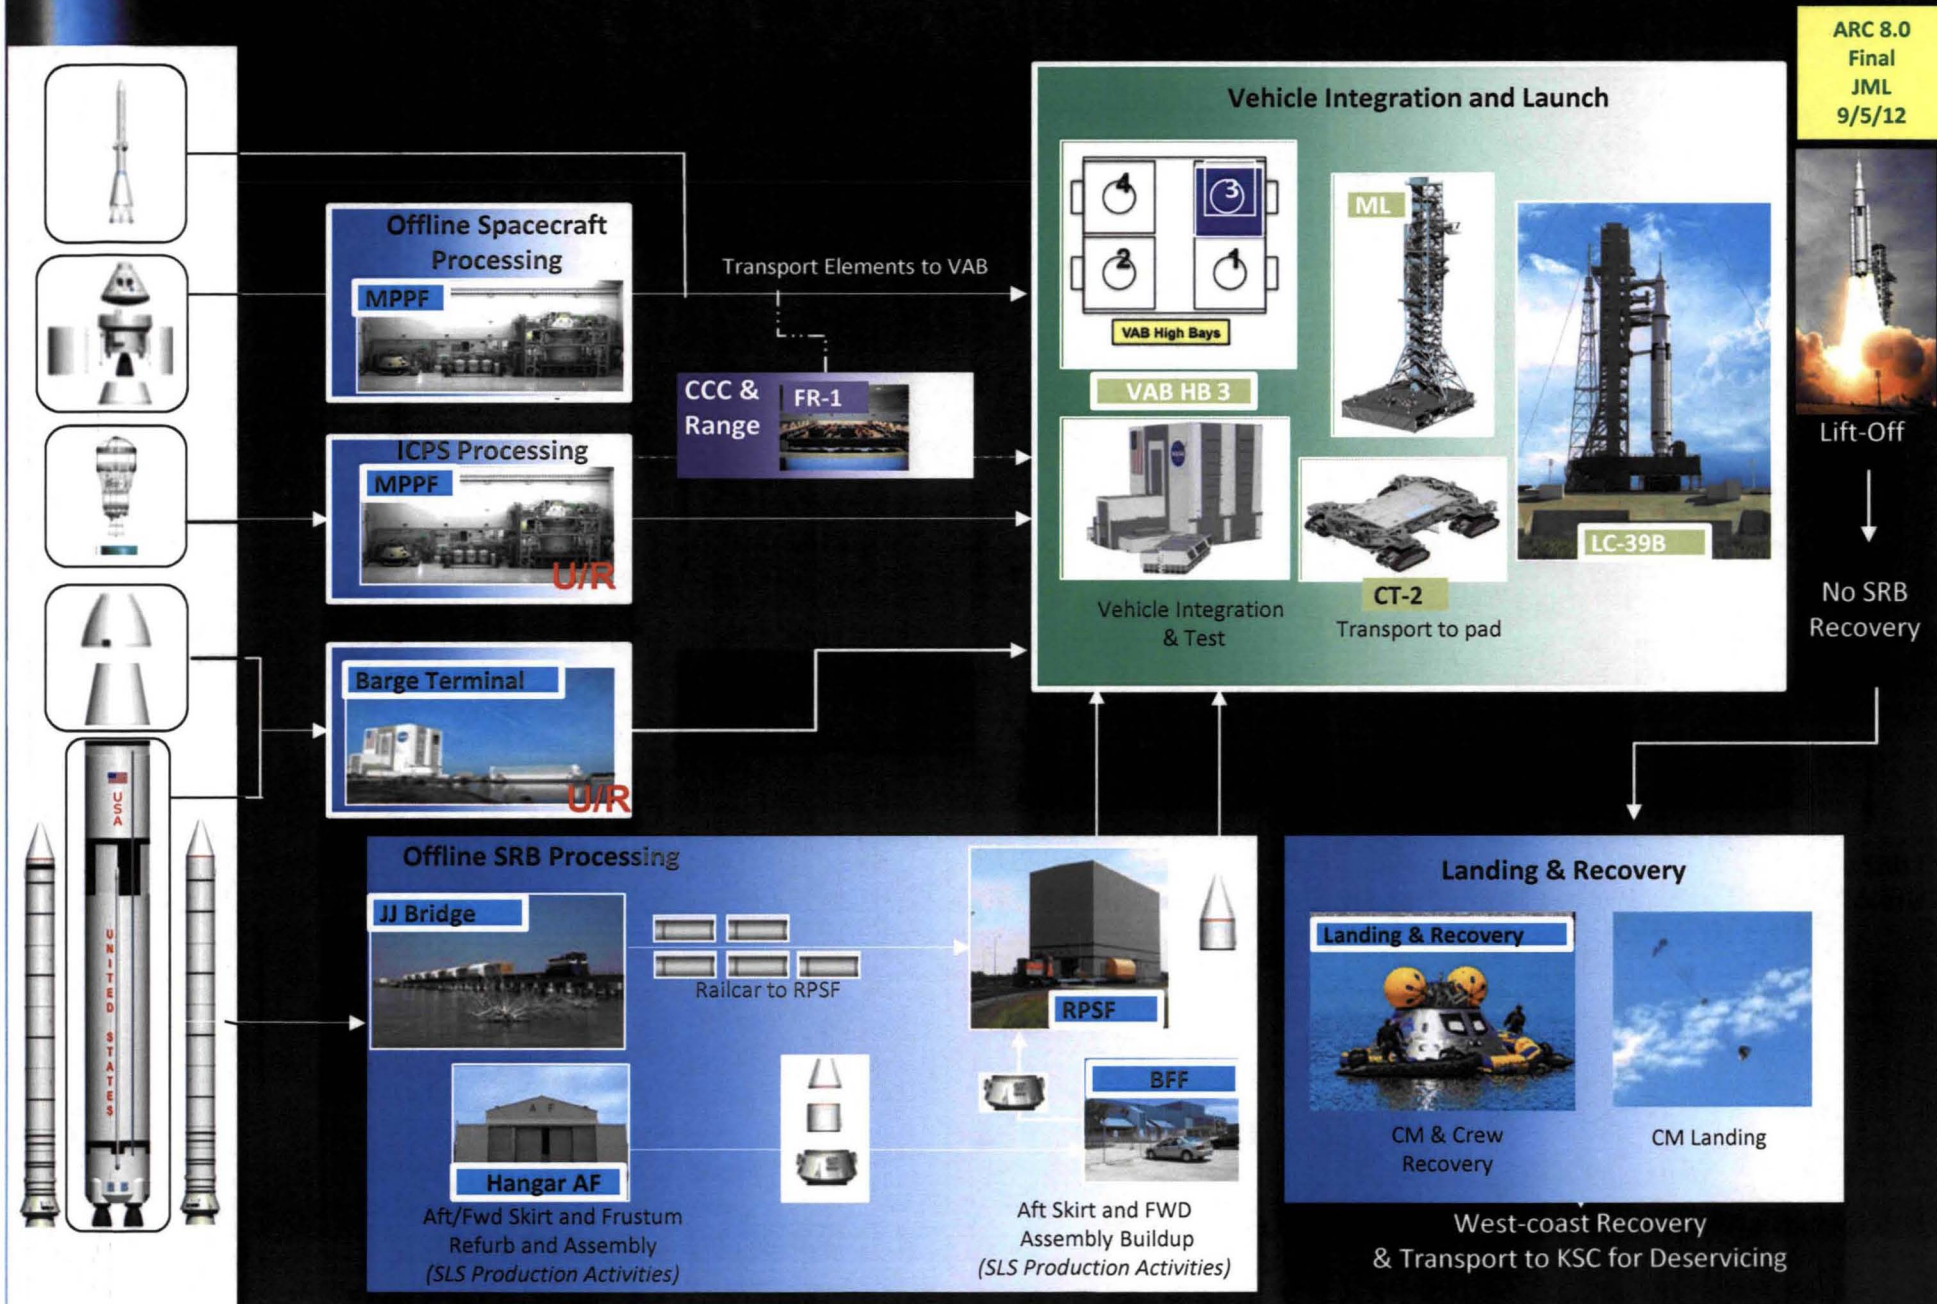 ARC 8.0
Final
JML
9/5/12
Vehicle Integration and Launch
4
3
2
1
VAB High Bays
VAB HB 3
ML
LC-39B
CT-2
Vehicle Integration
& Test
Transport to pad
Lift-Off
No SRB
Recovery
Offline Spacecraft
Processing
MPPF
Transport Elements to VAB
CCC &
Range
FR-1
ICPS Processing
MPPF
U/R
Barge Terminal
U/R
USA
UNITED STATES
Offline SRB Processing
JJ Bridge
Railcar to RPSF
RPSF
A F
Hangar AF
Aft/Fwd Skirt and Frustum
Refurb and Assembly
(SLS Production Activities)
BFF
Aft Skirt and FWD
Assembly Buildup
(SLS Production Activities)
Landing & Recovery
Landing & Recovery
CM & Crew
Recovery
CM Landing
West-coast Recovery
& Transport to KSC for Deservicing